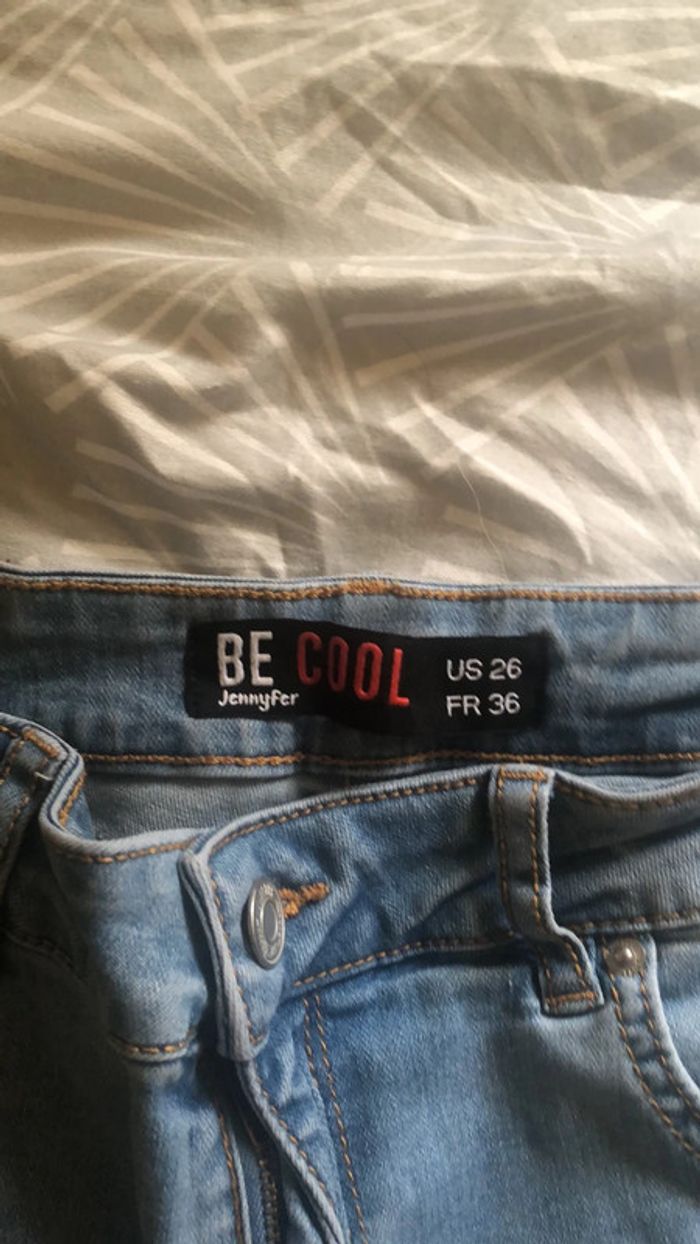 BE COOL
Jennyfer
US 26
FR 36